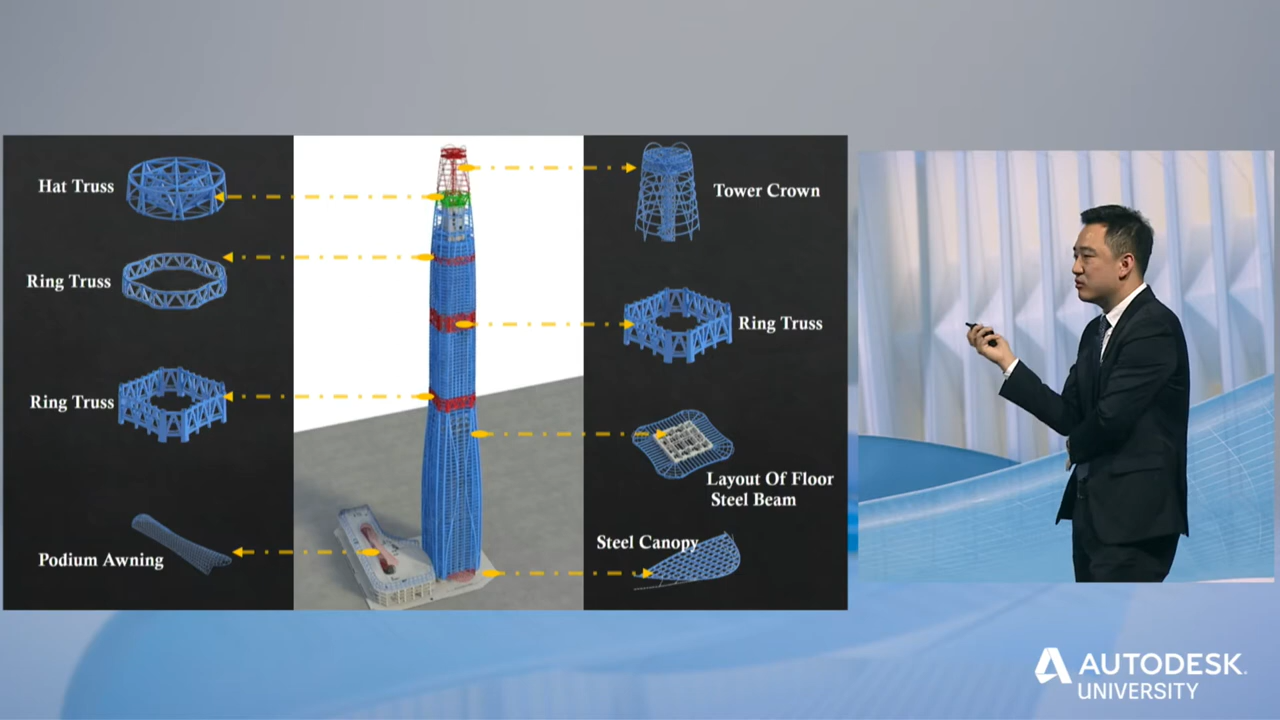 Hat Truss
Ring Truss
Ring Truss
Podium Awning
Tower Crown
Ring Truss
Layout Of Floor
Steel Beam
Steel Canopy
AUTODESK
UNIVERSITY